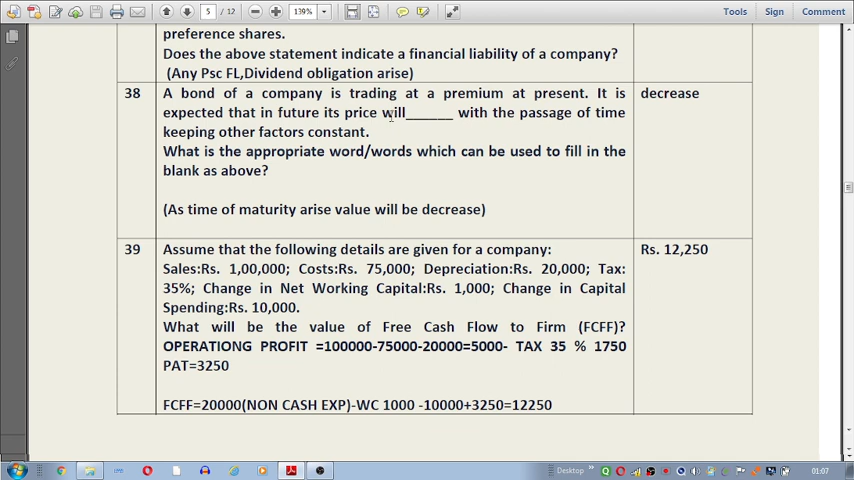 5 / 12
139%
Tools
Sign
Comment
preference shares.
Does the above statement indicate a financial liability of a company?
(Any Psc FL,Dividend obligation arise)
38
A bond of a company is trading at a premium at present. It is
decrease
expected that in future its price will______ with the passage of time
keeping other factors constant.
What is the appropriate word/words which can be used to fill in the
blank as above?
(As time of maturity arise value will be decrease)
39
Assume that the following details are given for a company:
Rs. 12,250
Sales:Rs. 1,00,000; Costs:Rs. 75,000; Depreciation:Rs. 20,000; Tax:
35%; Change in Net Working Capital:Rs. 1,000; Change in Capital
Spending:Rs. 10,000.
What will be the value of Free Cash Flow to Firm (FCFF)?
OPERATIONG PROFIT =100000-75000-20000=5000- TAX 35 % 1750
PAT=3250
FCFF=20000(NON CASH EXP)-WC 1000 -10000+3250=12250
Desktop
01:07